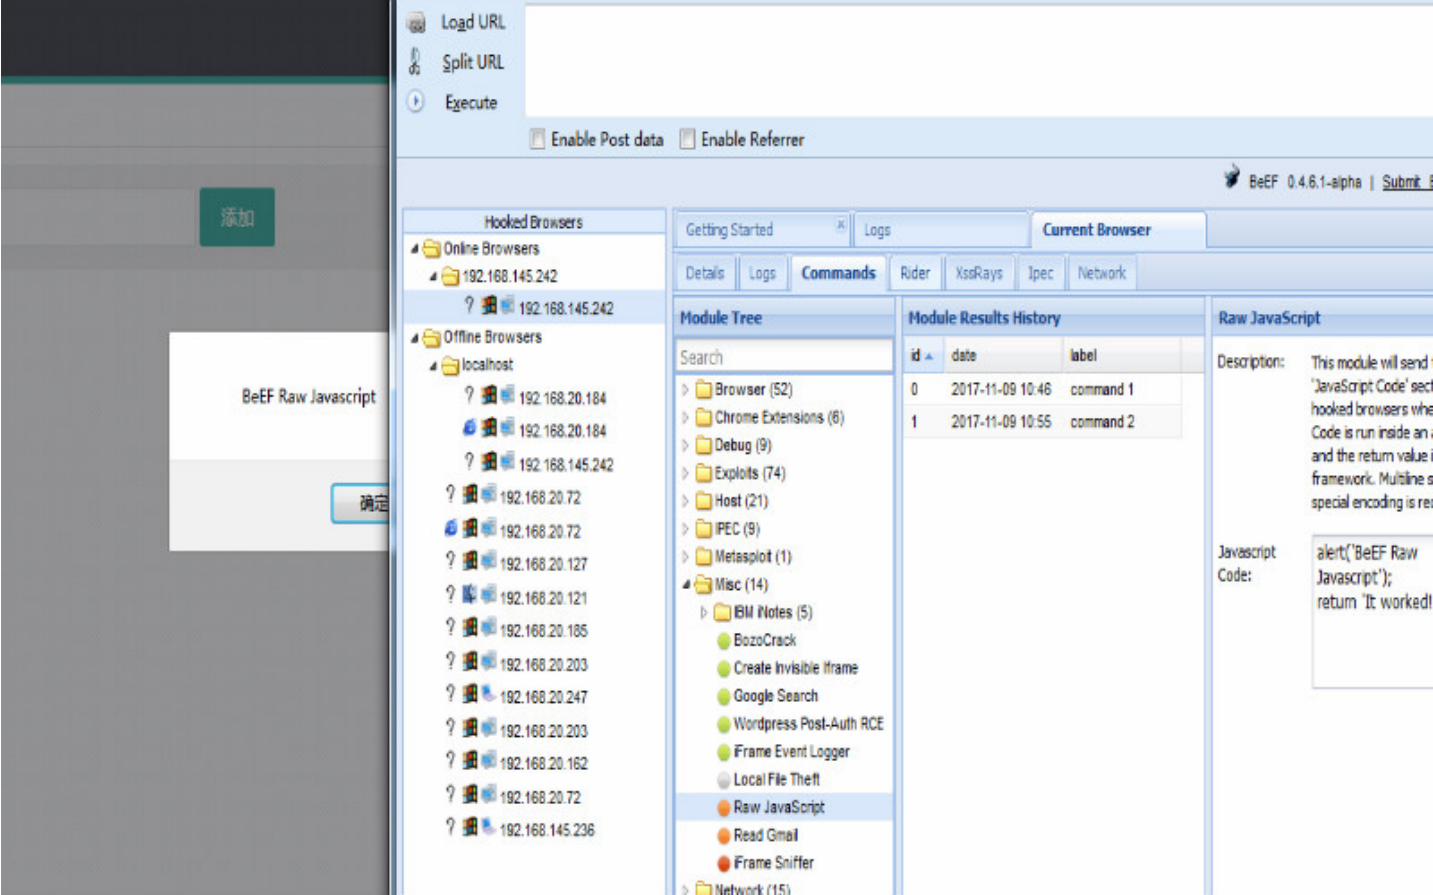 Load URL
Split URL
Execute
Enable Post data Enable Referrer
BeEF 0.4.6.1-alpha | Submit
添加
BeEF Raw Javascript
确定
Hooked Browsers
Online Browsers
192.168.145.242
? 192.168.145.242
Offline Browsers
localhost
? 192.168.20.184
192.168.20.184
? 192.168.145.242
? 192.168.20.72
192.168.20.72
? 192.168.20.127
? 192.168.20.121
? 192.168.20.185
? 192.168.20.203
? 192.168.20.247
? 192.168.20.203
? 192.168.20.162
? 192.168.20.72
? 192.168.145.236
Getting Started Logs Current Browser
Details Logs Commands Rider XssRays Ipec Network
Module Tree
Search
Browser (52)
Chrome Extensions (6)
Debug (9)
Exploits (74)
Host (21)
IPEC (9)
Metasploit (1)
Misc (14)
IBM iNotes (5)
BozoCrack
Create Invisible Iframe
Google Search
Wordpress Post-Auth RCE
iFrame Event Logger
Local File Theft
Raw JavaScript
Read Gmail
iFrame Sniffer
Network (15)
Module Results History
id date label
0 2017-11-09 10:46 command 1
1 2017-11-09 10:55 command 2
Raw JavaScript
Description: This module will send
'JavaScript Code' sect
hooked browsers whe
Code is run inside an
and the return value i
framework. Multiline s
special encoding is re
Javascript
Code:
alert('BeEF Raw
Javascript');
return 'It worked!